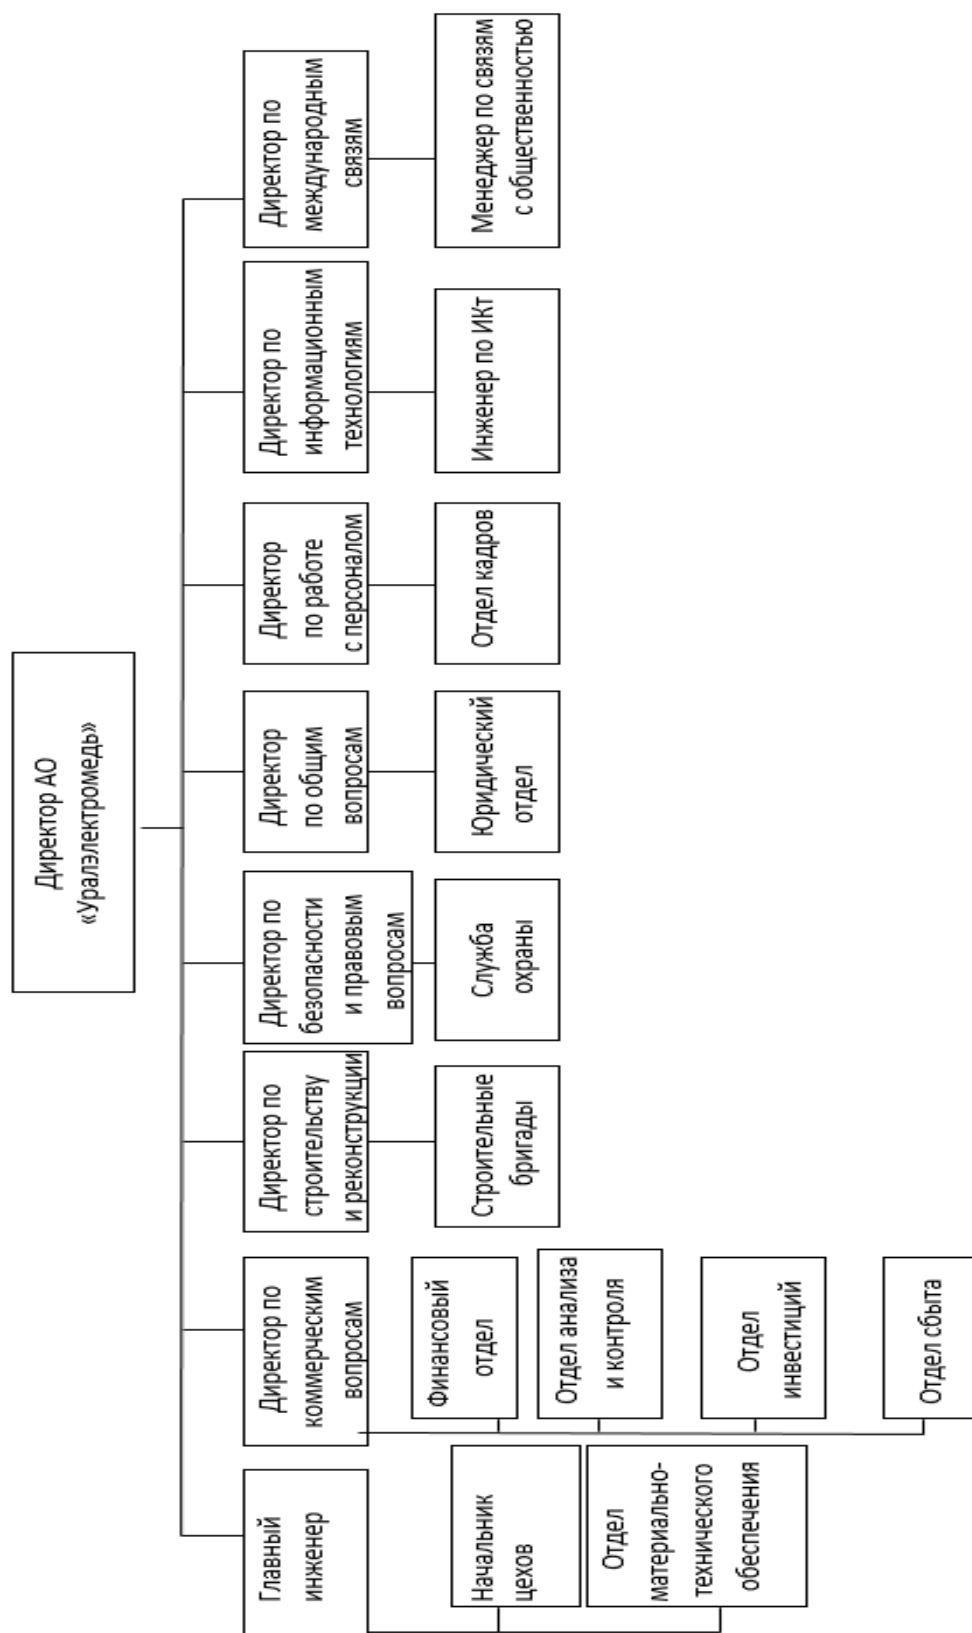 Директор АО
«Уралэлектромедь»
Главный
инженер
Директор по
коммерческим
вопросам
Директор по
строительству
и реконструкции
Директор по
безопасности
и правовым
вопросам
Директор
по общим
вопросам
Директор
по работе
с персоналом
Директор по
информационным
технологиям
Директор по
международным
связям
Начальник
цехов
Отдел
материально-
технического
обеспечения
Финансовый
отдел
Отдел анализа
и контроля
Отдел
инвестиций
Отдел сбыта
Строительные
бригады
Служба
охраны
Юридический
отдел
Отдел кадров
Инженер по ИКт
Менеджер по связям
с общественностью